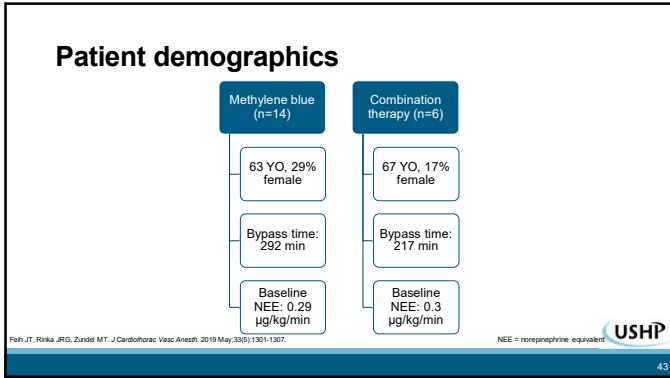 Patient demographics
Methylene blue
(n=14)
63 YO, 29%
female
Bypass time:
292 min
Baseline
NEE: 0.29
µg/kg/min
Combination
therapy (n=6)
67 YO, 17%
female
Bypass time:
217 min
Baseline
NEE: 0.3
µg/kg/min
Feih JT, Rinka JRG, Zundel MT. J Cardiothorac Vasc Anesth. 2019 May;33(5):1301-1307.
NEE = norepinephrine equivalent
USHP
43